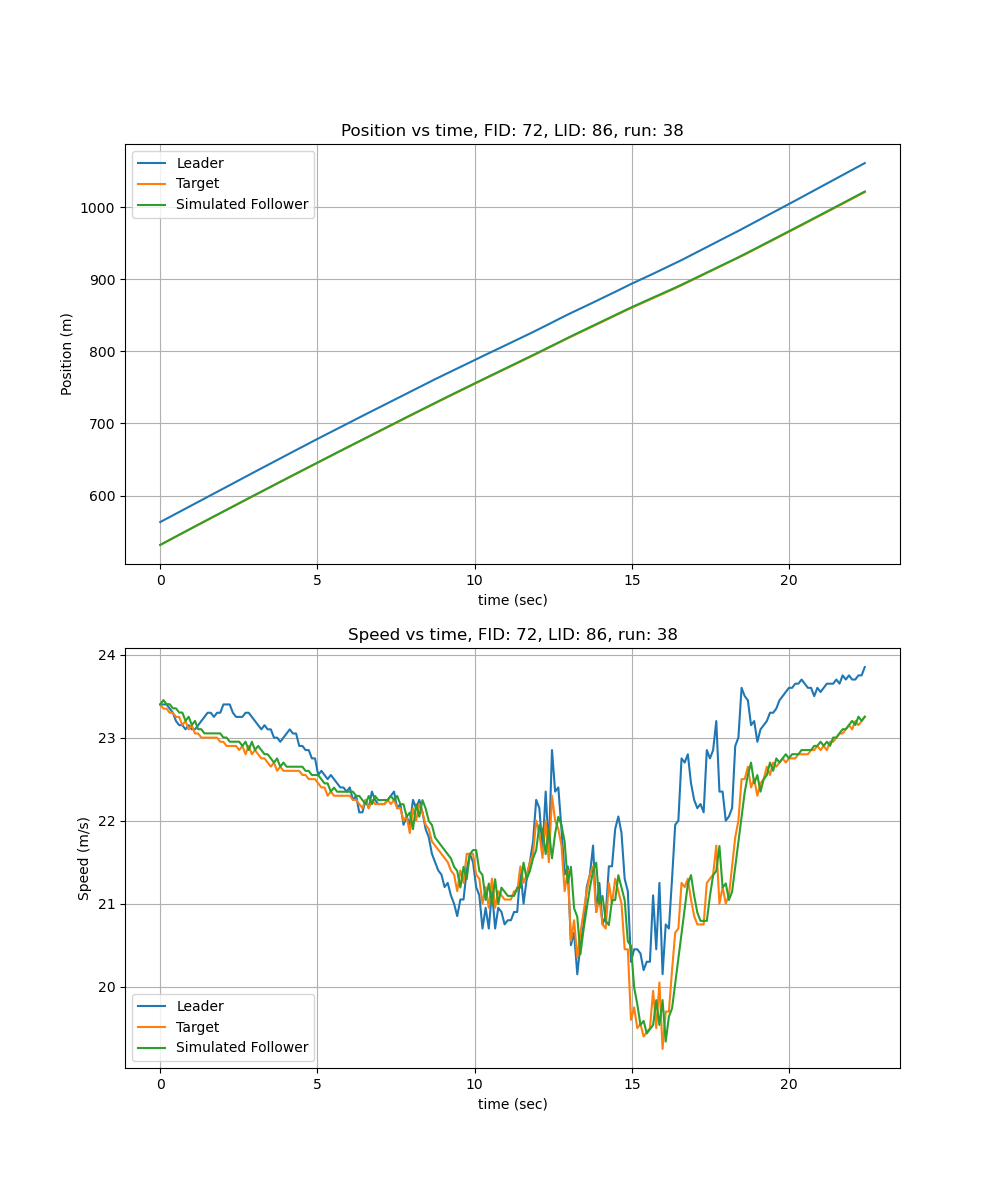 Position vs time, FID: 72, LID: 86, run: 38
Leader
Target
Simulated Follower
1000
900
800
700
600
Position (m)
0 5 10 15 20
time (sec)
Speed vs time, FID: 72, LID: 86, run: 38
24
23
22
21
20
Speed (m/s)
Leader
Target
Simulated Follower
0 5 10 15 20
time (sec)